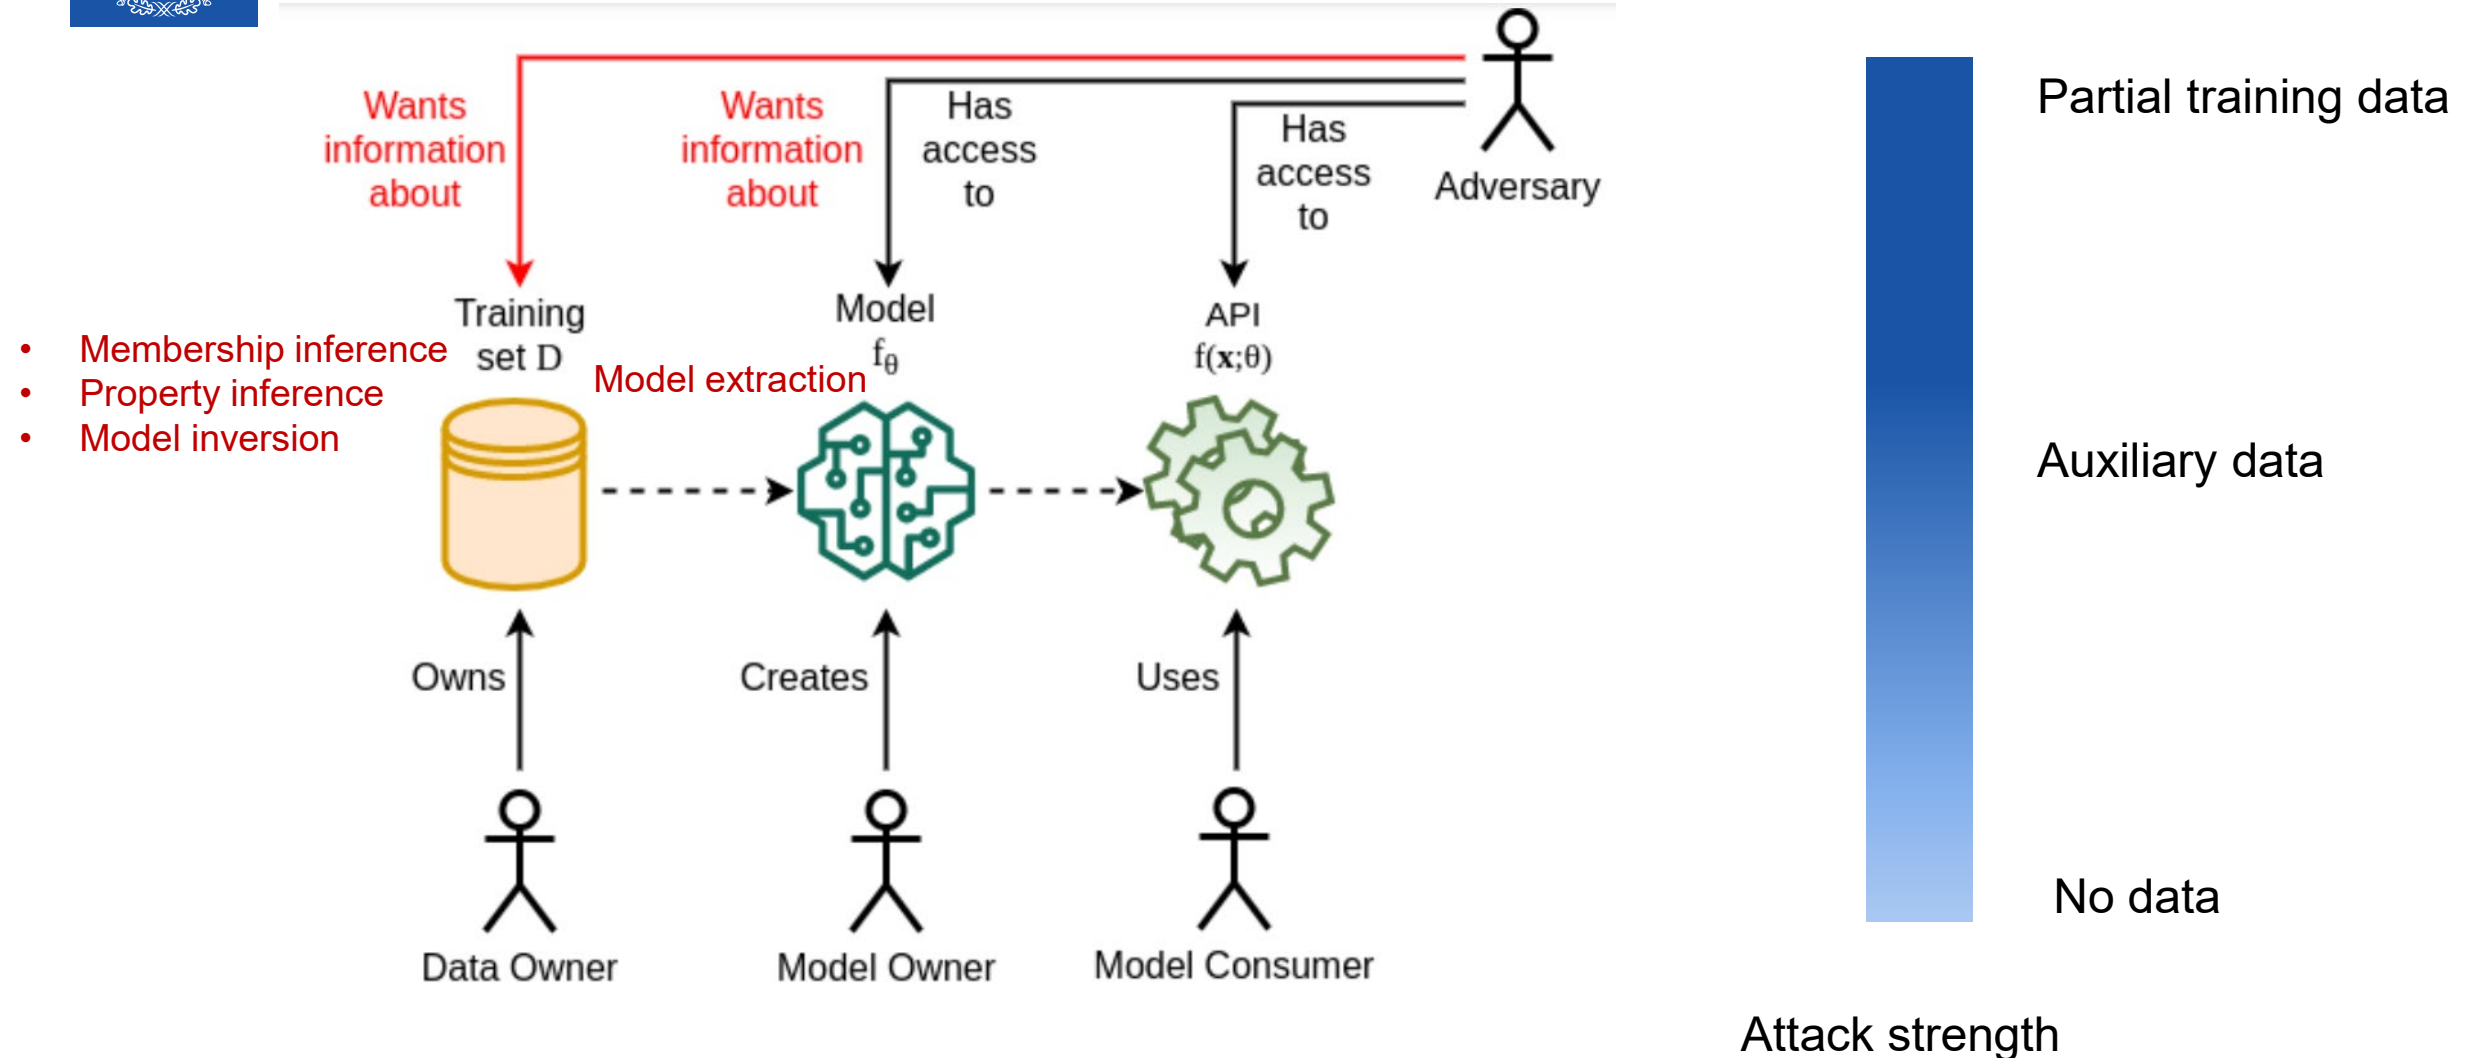 Wants
information
about
Wants
information
about
Has
access
to
Has
access
to
Adversary
Partial training data
Training
set D
Model
fθ
API
f(x;θ)
• Membership inference
• Property inference
• Model inversion
Model extraction
Auxiliary data
Owns
Creates
Uses
No data
Data Owner
Model Owner
Model Consumer
Attack strength